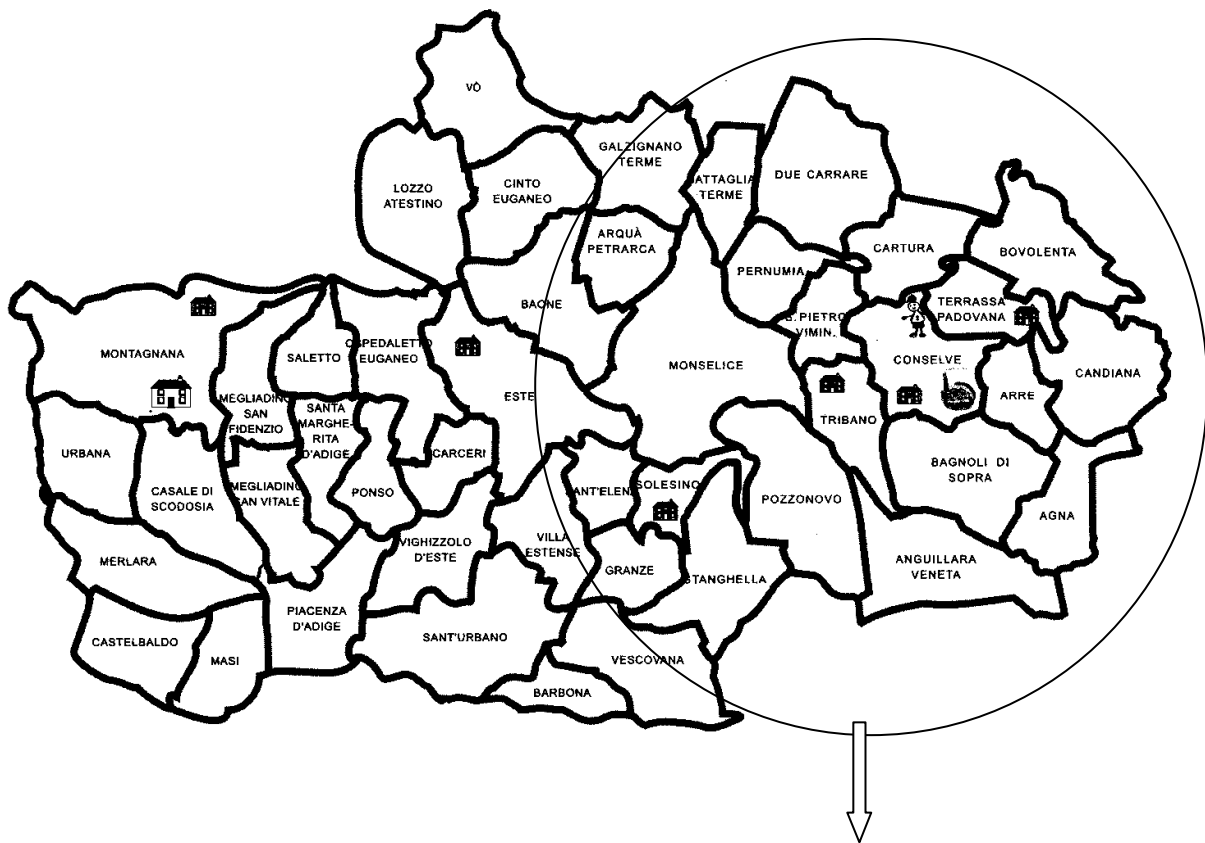 VÒ
GALZIGNANO
TERME
LOZZO
ATESTINO
CINTO
EUGANEO
ATTAGLIA
TERME
DUE CARRARE
ARQUÀ
PETRARCA
CARTURA
BOVOLENTA
PERNUMIA
BAONE
TERRASSA
PADOVANA
S. PIETRO
VIMIN.
MONTAGNANA
SALETTO
OSPEDALETTO
EUGANEO
MONSELICE
CONSELVE
CANDIANA
ESTE
ARRE
MEGLIADINO
SAN
FIDENZIO
SANTA
MARGHE-
RITA
D'ADIGE
TRIBANO
URBANA
CARCERI
BAGNOLI DI
SOPRA
CASALE DI
SCODOSIA
MEGLIADINO
SAN VITALE
PONSO
SANT'ELEN
SOLESINO
POZZONOVO
AGNA
VIGHIZZOLO
D'ESTE
VILLA
ESTENSE
MERLARA
GRANZE
STANGHELLA
ANGUILLARA
VENETA
PIACENZA
D'ADIGE
CASTELBALDO
MASI
SANT'URBANO
VESCOVANA
BARBONA